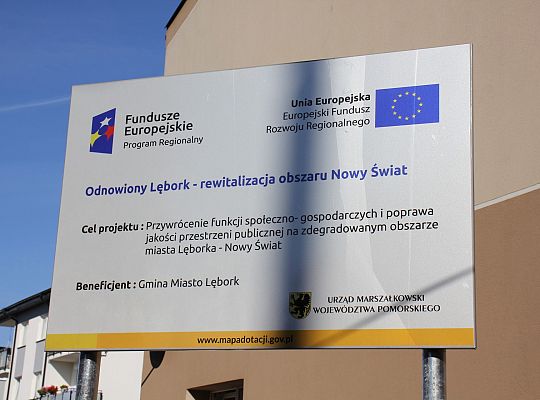 Fundusze
Europejskie
Program Regionalny
Unia Europejska
Europejski Fundusz
Rozwoju Regionalnego
Odnowiony Lębork - rewitalizacja obszaru Nowy Świat
Cel projektu : Przywrócenie funkcji społeczno- gospodarczych i poprawa
jakości przestrzeni publicznej na zdegradowanym obszarze
miasta Lęborka - Nowy Świat
Beneficjent : Gmina Miasto Lębork
URZĄD MARSZAŁKOWSKI
WOJEWÓDZTWA POMORSKIEGO
www.mapadotacji.gov.pl